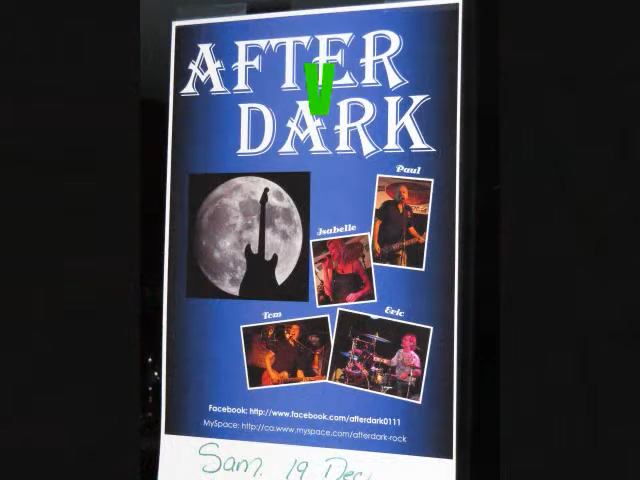 AFTER
V
DARK
Paul
Isabelle
Tom
Eric
Facebook: http://www.facebook.com/afterdark0111
MySpace: http://ca.www.myspace.com/afterdark-rock
Sam. 19 Dec.